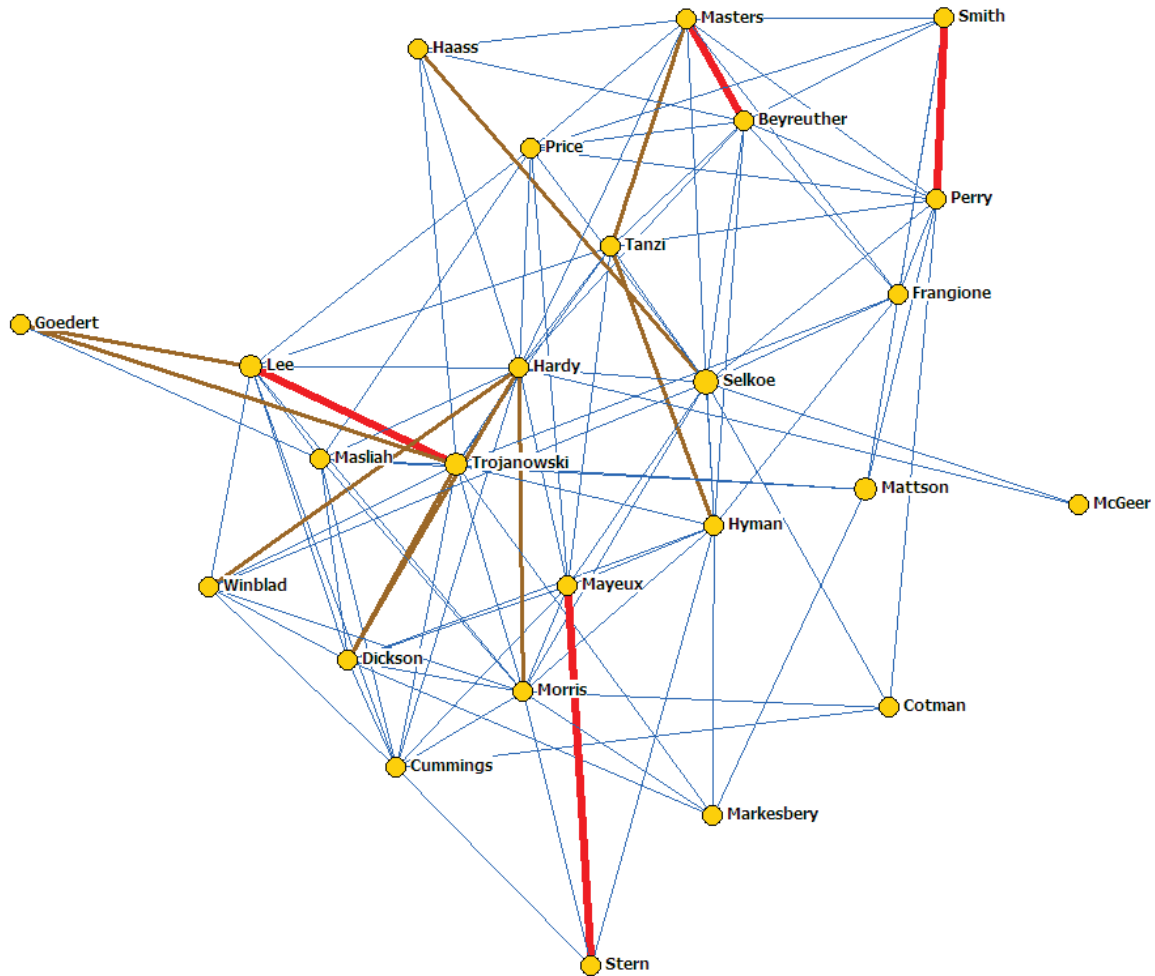 Masters
Smith
Haass
Beyreuther
Price
Perry
Tanzi
Frangione
Goedert
Lee
Hardy
Selkoe
Masliah
Trojanowski
Mattson
McGeer
Hyman
Winblad
Mayeux
Dickson
Morris
Cotman
Cummings
Markesbery
Stern